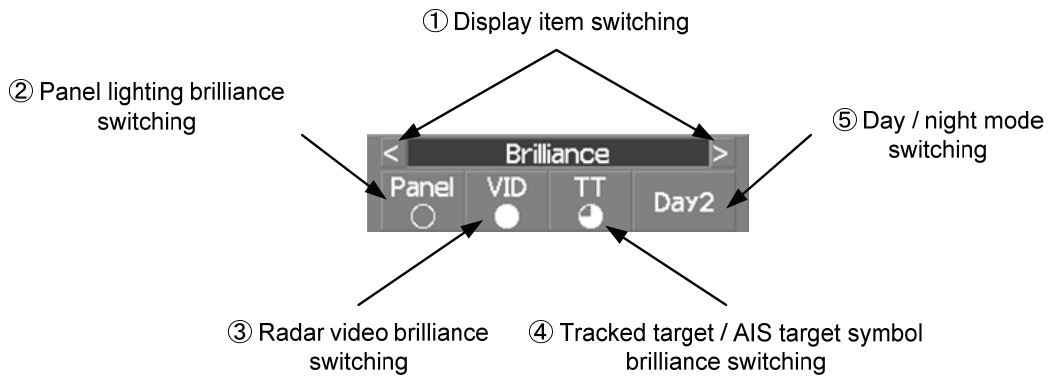 ① Display item switching
② Panel lighting brilliance
switching
⑤ Day / night mode
switching
< Brilliance >
Panel VID TT Day2
③ Radar video brilliance
switching
④ Tracked target / AIS target symbol
brilliance switching